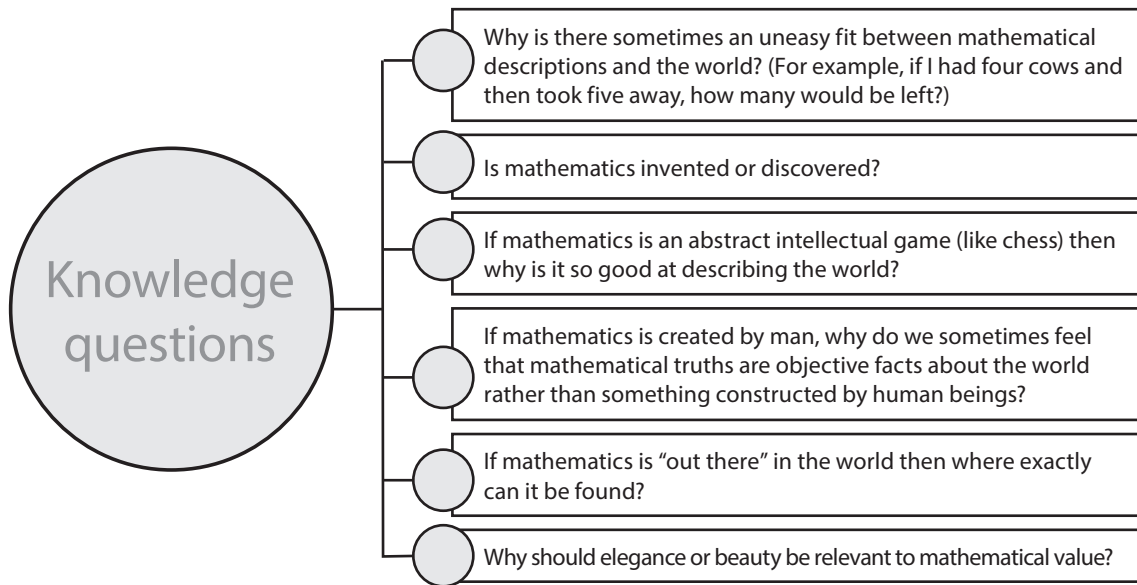 Knowledge
questions
Why is there sometimes an uneasy fit between mathematical
descriptions and the world? (For example, if I had four cows and
then took five away, how many would be left?)
Is mathematics invented or discovered?
If mathematics is an abstract intellectual game (like chess) then
why is it so good at describing the world?
If mathematics is created by man, why do we sometimes feel
that mathematical truths are objective facts about the world
rather than something constructed by human beings?
If mathematics is “out there” in the world then where exactly
can it be found?
Why should elegance or beauty be relevant to mathematical value?